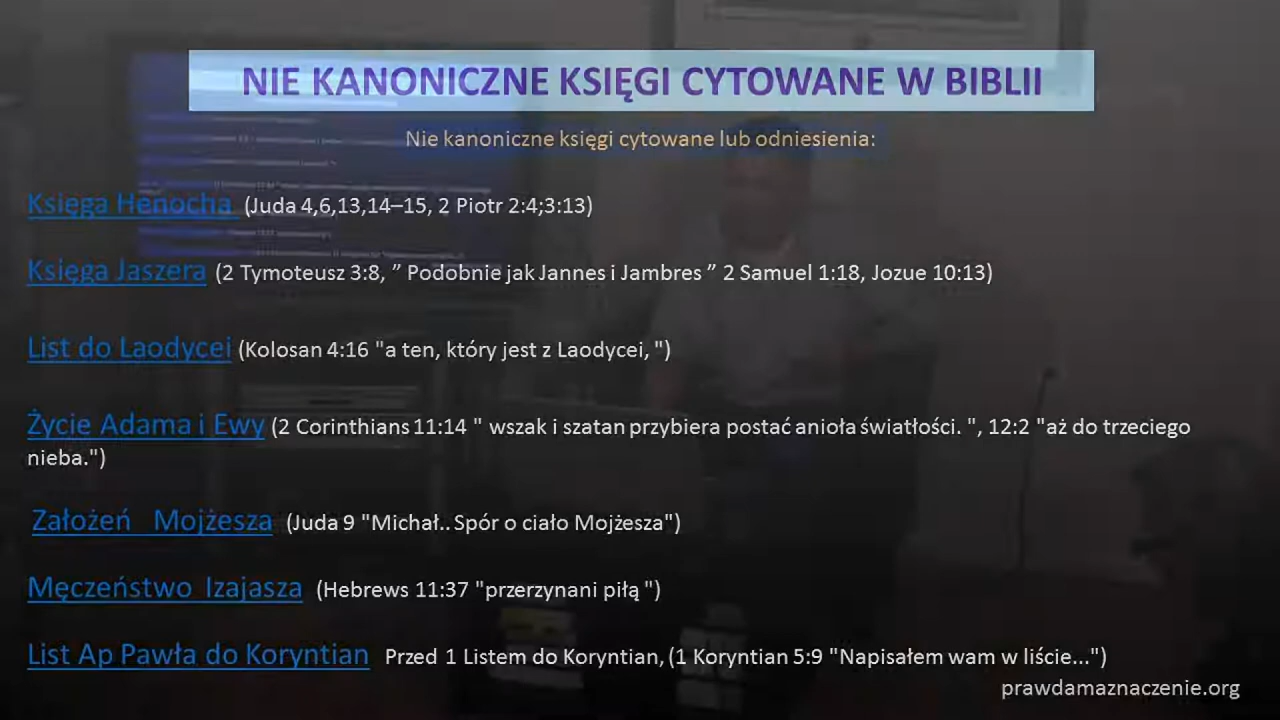 NIE KANONICZNE KSIĘGI CYTOWANE W BIBLII
Nie kanoniczne księgi cytowane lub odniesienia:
Księga Henocha (Juda 4,6,13,14–15, 2 Piotr 2:4;3:13)
Księga Jaszera (2 Tymoteusz 3:8, ” Podobnie jak Jannes i Jambres ” 2 Samuel 1:18, Jozue 10:13)
List do Laodycei (Kolosan 4:16 "a ten, który jest z Laodycei, ")
Życie Adama i Ewy (2 Corinthians 11:14 " wszak i szatan przybiera postać anioła światłości. ", 12:2 "aż do trzeciego
nieba.")
Założeń Mojżesza (Juda 9 "Michał.. Spór o ciało Mojżesza")
Męczeństwo Izajasza (Hebrews 11:37 "przerzynani piłą ")
List Ap Pawła do Koryntian Przed 1 Listem do Koryntian, (1 Koryntian 5:9 "Napisałem wam w liście...")
prawdamaznaczenie.org